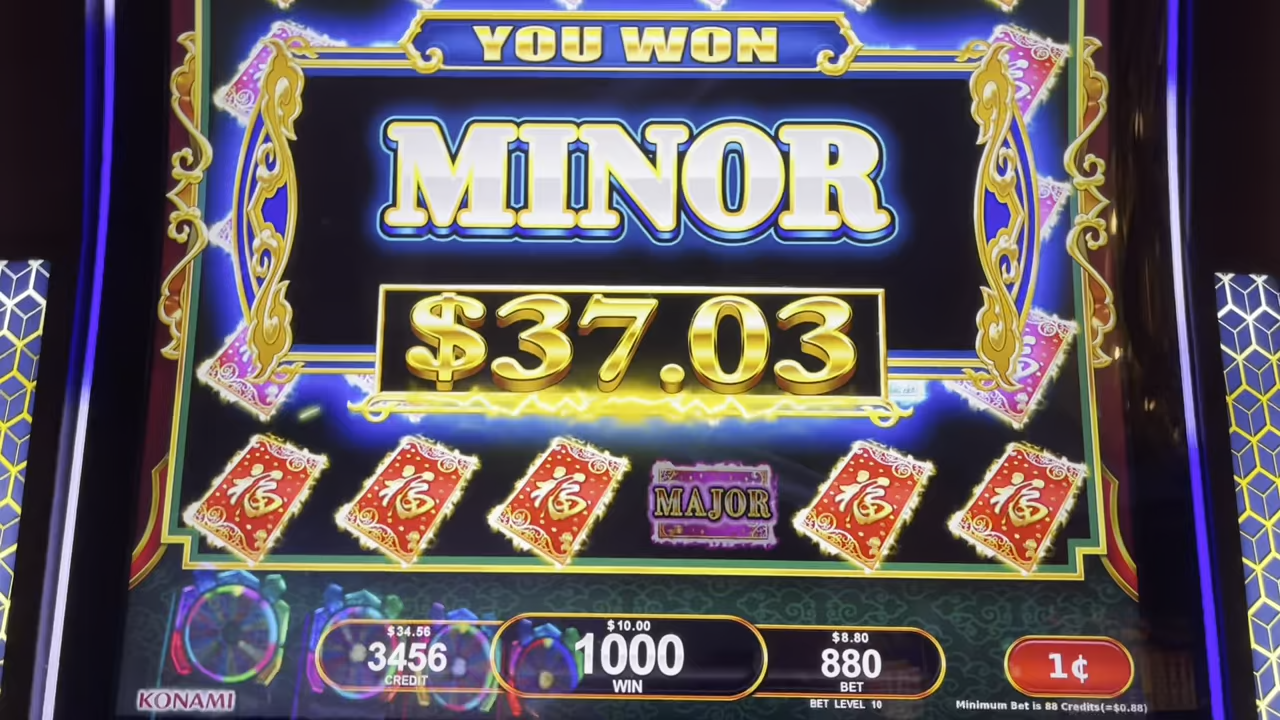 YOU WON
MINOR
$37.03
福 福 福 MAJOR 福 福
$34.56
3456
CREDIT
$10.00
1000
WIN
$8.80
880
BET
BET LEVEL 10
1¢
KONAMI
Minimum Bet is 88 Credits(=$0.88)